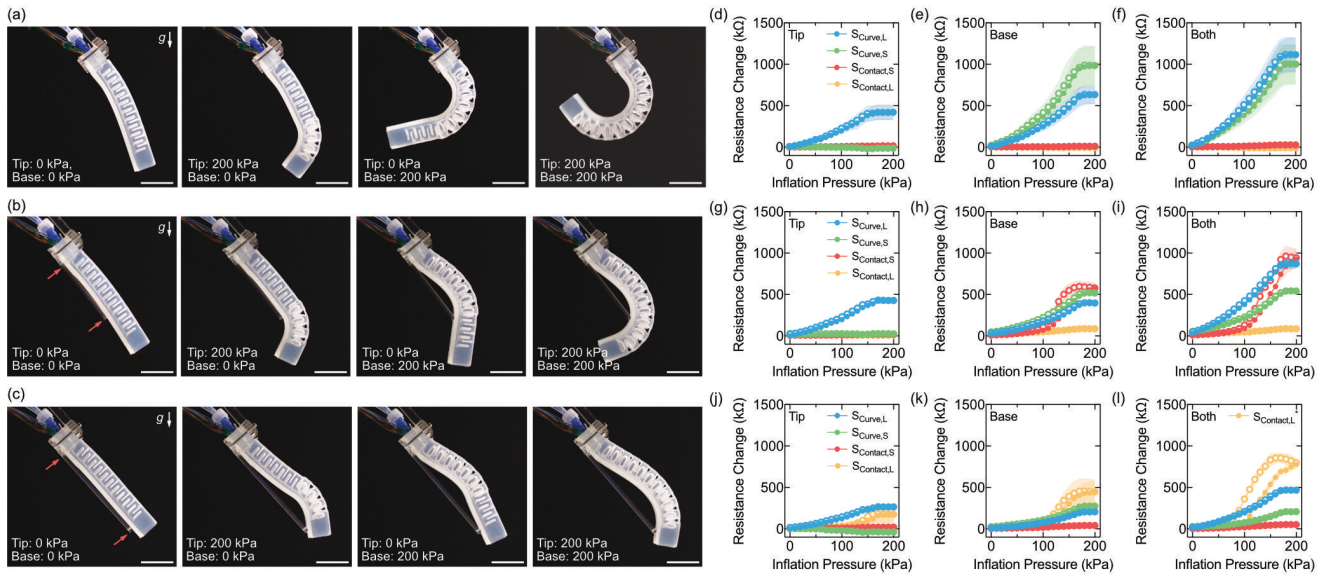 (a)
g
Tip: 0 kPa,
Base: 0 kPa
Tip: 200 kPa
Base: 0 kPa
Tip: 0 kPa
Base: 200 kPa
Tip: 200 kPa
Base: 200 kPa
(b)
g
Tip: 0 kPa
Base: 0 kPa
Tip: 200 kPa
Base: 0 kPa
Tip: 0 kPa
Base: 200 kPa
Tip: 200 kPa
Base: 200 kPa
(c)
g
Tip: 0 kPa
Base: 0 kPa
Tip: 200 kPa
Base: 0 kPa
Tip: 0 kPa
Base: 200 kPa
Tip: 200 kPa
Base: 200 kPa
(d)
Resistance Change (kΩ)
1500
1000
500
0
Tip
SCurve,L
SCurve,S
SContact,S
SContact,L
0 100 200
Inflation Pressure (kPa)
(e)
Resistance Change (kΩ)
1500
1000
500
0
Base
0 100 200
Inflation Pressure (kPa)
(f)
Resistance Change (kΩ)
1500
1000
500
0
Both
0 100 200
Inflation Pressure (kPa)
(g)
Resistance Change (kΩ)
1500
1000
500
0
Tip
SCurve,L
SCurve,S
SContact,S
SContact,L
0 100 200
Inflation Pressure (kPa)
(h)
Resistance Change (kΩ)
1500
1000
500
0
Base
0 100 200
Inflation Pressure (kPa)
(i)
Resistance Change (kΩ)
1500
1000
500
0
Both
0 100 200
Inflation Pressure (kPa)
(j)
Resistance Change (kΩ)
1500
1000
500
0
Tip
SCurve,L
SCurve,S
SContact,S
SContact,L
0 100 200
Inflation Pressure (kPa)
(k)
Resistance Change (kΩ)
1500
1000
500
0
Base
0 100 200
Inflation Pressure (kPa)
(l)
Resistance Change (kΩ)
1500
1000
500
0
Both
SContact,L*
0 100 200
Inflation Pressure (kPa)